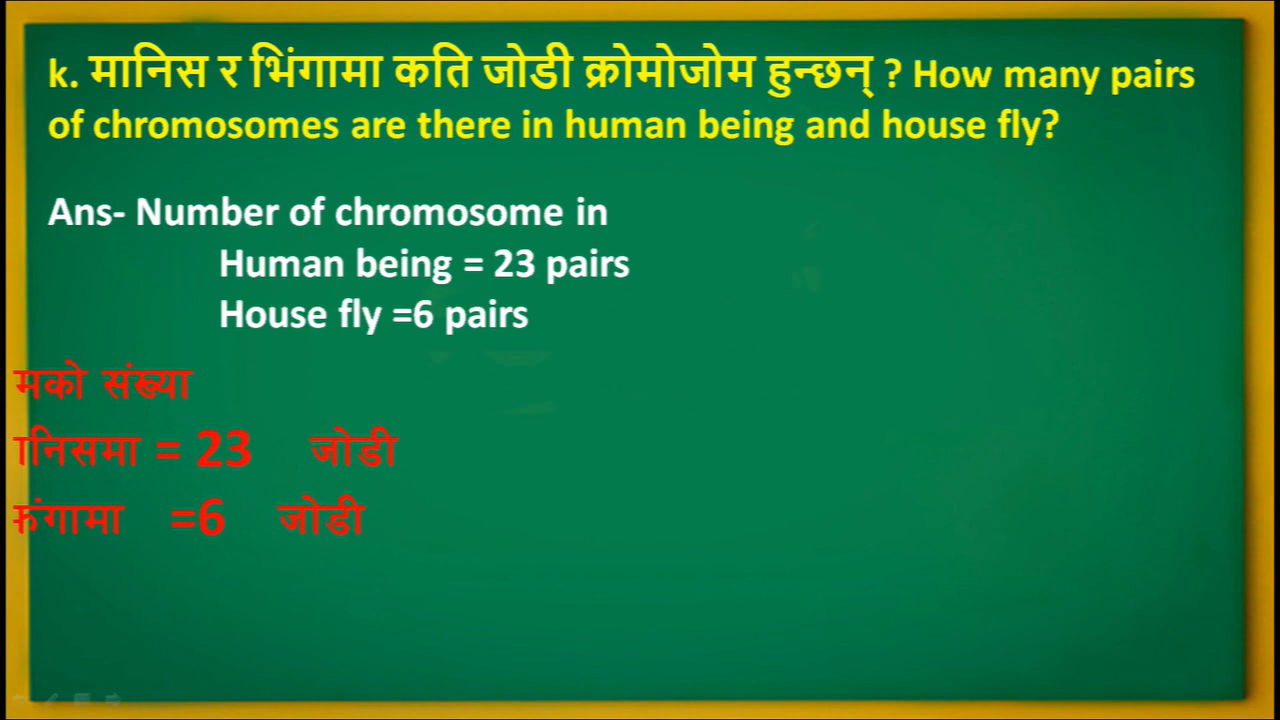 k. मानिस र भिंगामा कति जोडी क्रोमोजोम हुन्छन् ? How many pairs
of chromosomes are there in human being and house fly?
Ans- Number of chromosome in
Human being = 23 pairs
House fly =6 pairs
मको संख्या
ानिसमा = 23 जोडी
िंगामा =6 जोडी